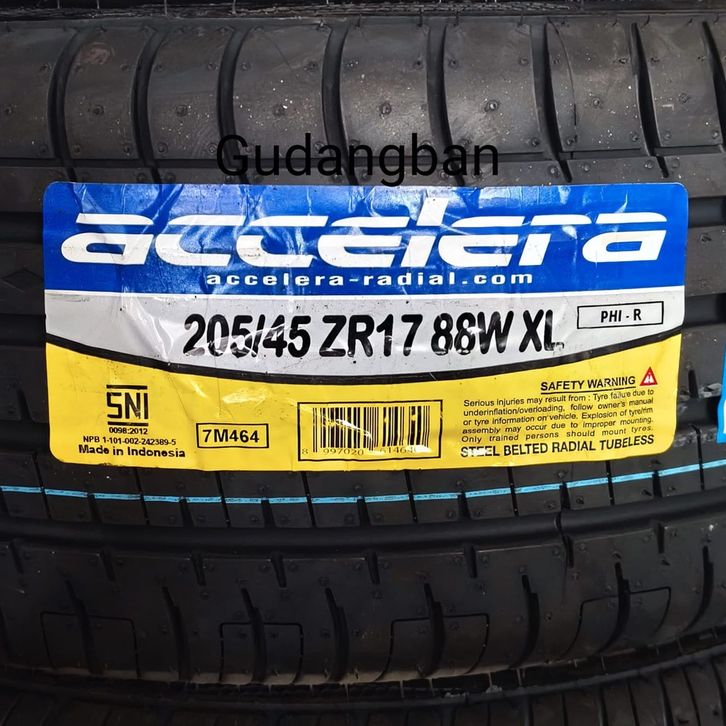 Gudangban
accelera
accelera-radial.com
205/45 ZR17 88W XL
PHI - R
SNI
0098:2012
NPB 1-101-002-242389-5
Made in Indonesia
7M464
8 997020
SAFETY WARNING
Serious injuries may result from : Tyre failure due to
underinflation/overloading, follow owner's manual
or tyre information on vehicle. Explosion of tyre/rim
assembly may occur due to improper mounting.
Only trained persons should mount tyres.
STEEL BELTED RADIAL TUBELESS